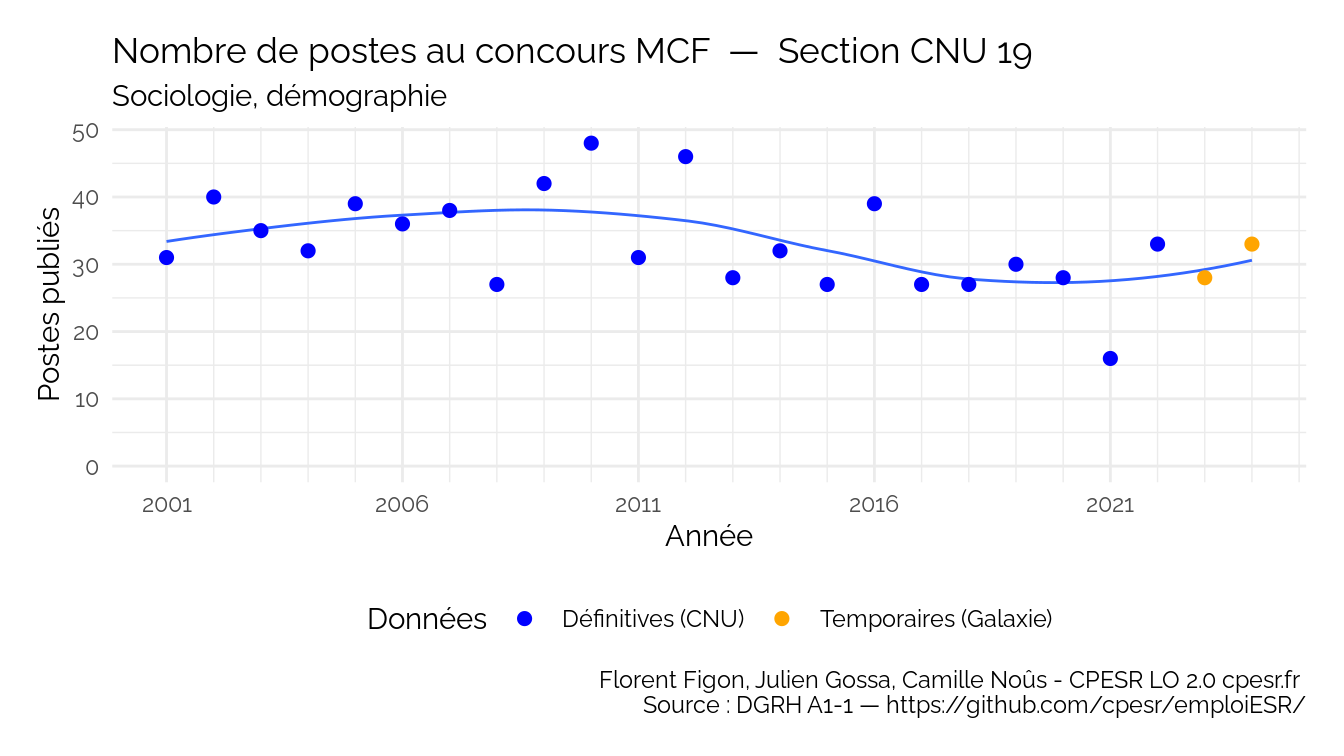 Nombre de postes au concours MCF — Section CNU 19
Sociologie, démographie
Postes publiés
50
40
30
20
10
0
2001 2006 2011 2016 2021
Année
Données Définitives (CNU) Temporaires (Galaxie)
Florent Figon, Julien Gossa, Camille Noûs - CPESR LO 2.0 cpesr.fr
Source : DGRH A1-1 — https://github.com/cpesr/emploiESR/